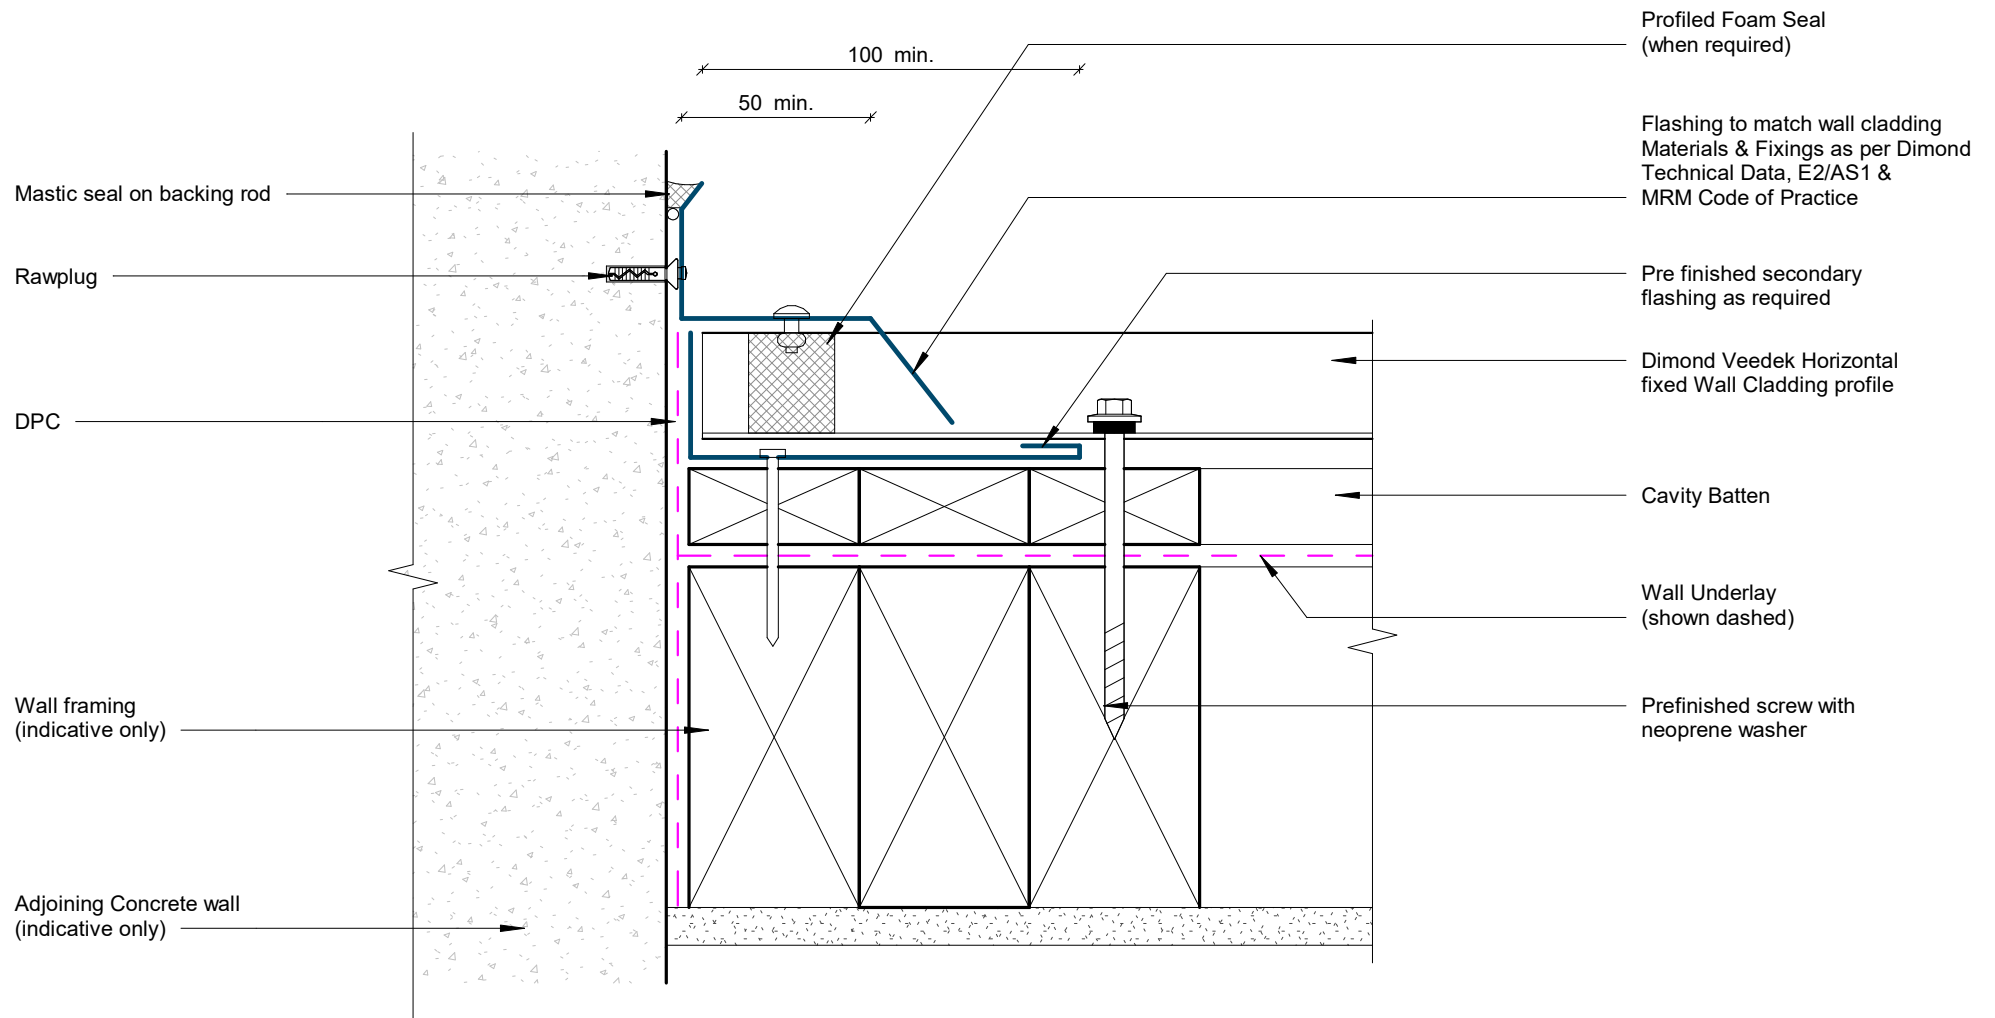 100 min.
50 min.
Mastic seal on backing rod
Rawplug
DPC
Wall framing
(indicative only)
Adjoining Concrete wall
(indicative only)
Profiled Foam Seal
(when required)
Flashing to match wall cladding
Materials & Fixings as per Dimond
Technical Data, E2/AS1 &
MRM Code of Practice
Pre finished secondary
flashing as required
Dimond Veedek Horizontal
fixed Wall Cladding profile
Cavity Batten
Wall Underlay
(shown dashed)
Prefinished screw with
neoprene washer